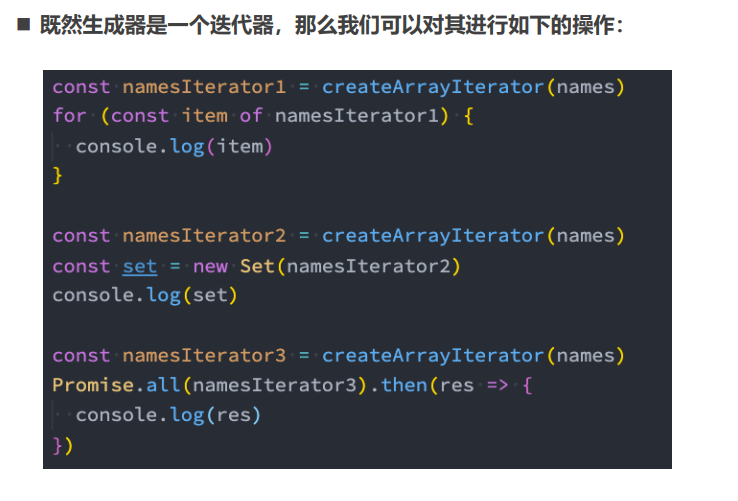 ■ 既然生成器是一个迭代器，那么我们可以对其进行如下的操作：
const namesIterator1 = createArrayIterator(names)
for (const item of namesIterator1) {
  console.log(item)
}
const namesIterator2 = createArrayIterator(names)
const set = new Set(namesIterator2)
console.log(set)
const namesIterator3 = createArrayIterator(names)
Promise.all(namesIterator3).then(res => {
  console.log(res)
})